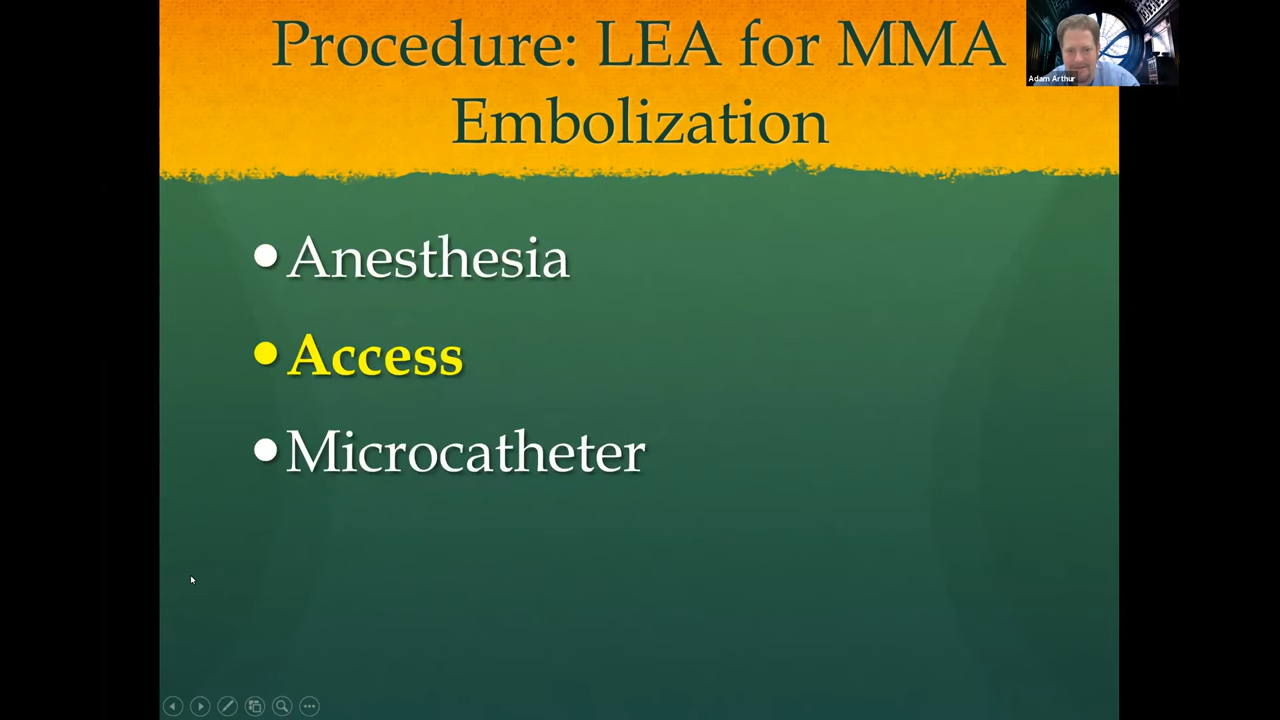 Procedure: LEA for MMA
Embolization
Adam Arthur
•Anesthesia
•Access
•Microcatheter